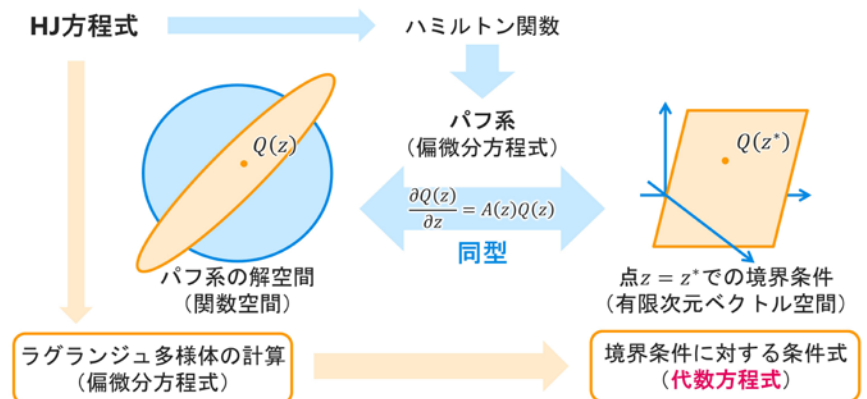 HJ方程式
ハミルトン関数
パフ系
(偏微分方程式)
Q(z)
Q(z*)
∂Q(z)/∂z = A(z)Q(z)
同型
パフ系の解空間
(関数空間)
点z = z*での境界条件
(有限次元ベクトル空間)
ラグランジュ多様体の計算
(偏微分方程式)
境界条件に対する条件式
(代数方程式)